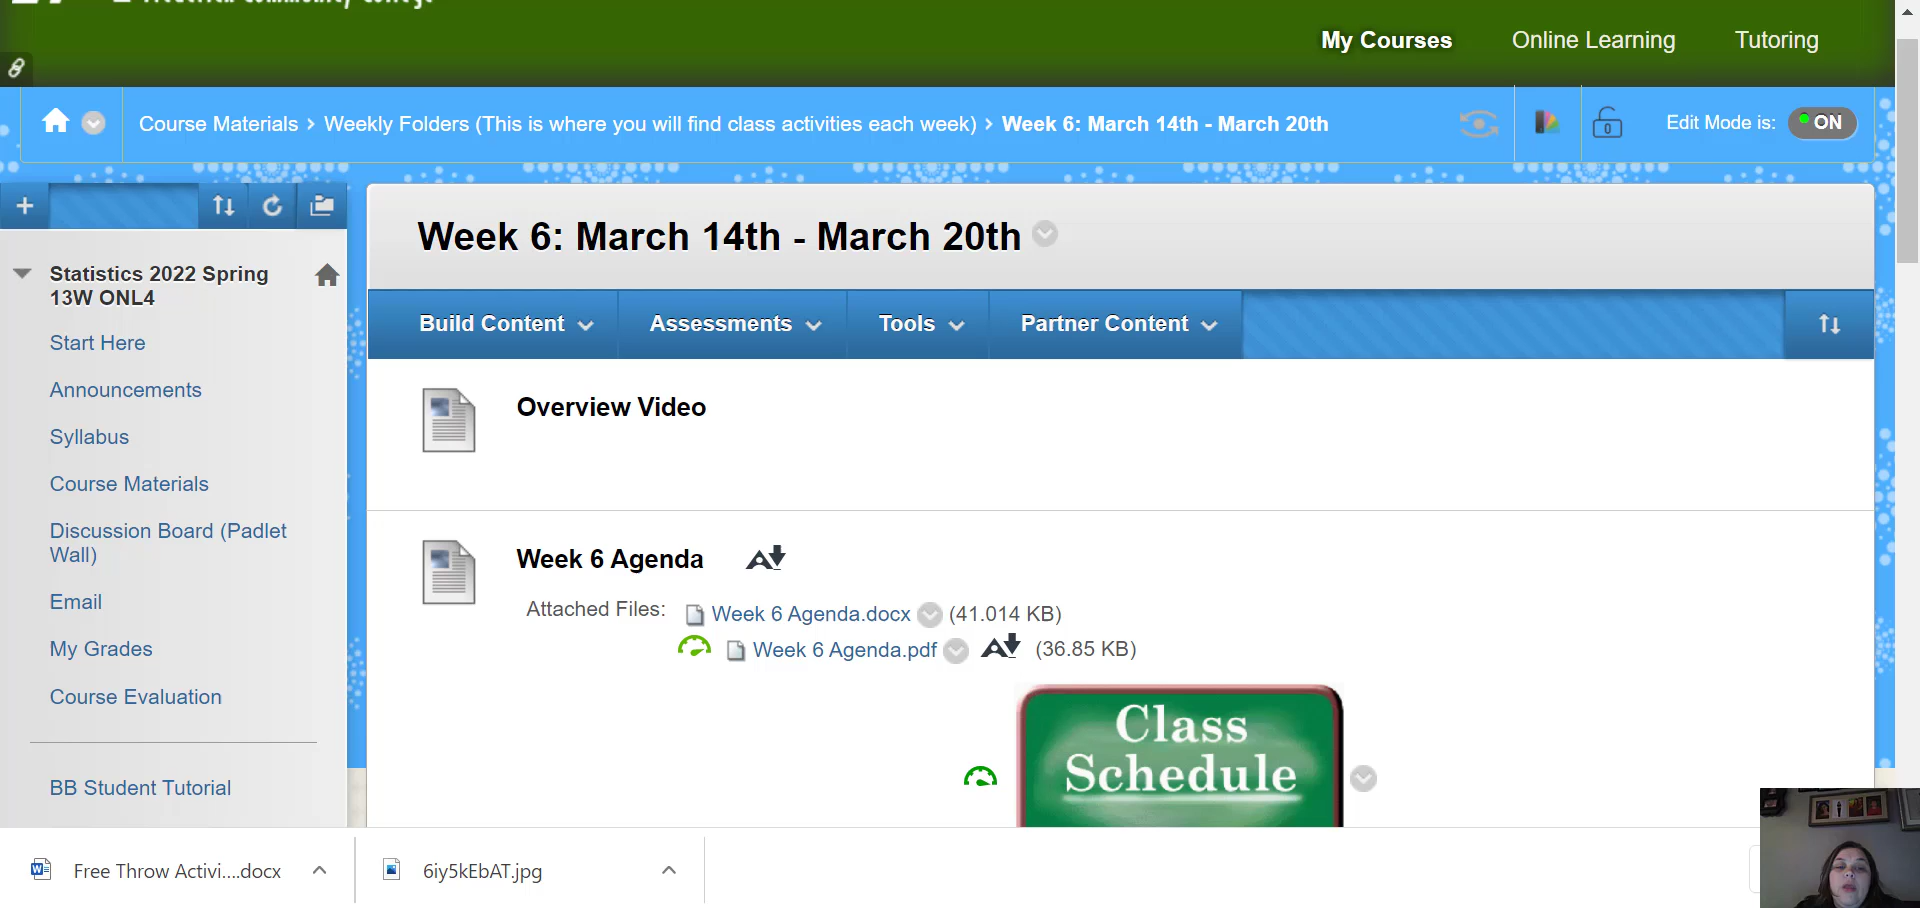 Community College
My Courses
Online Learning
Tutoring
Course Materials > Weekly Folders (This is where you will find class activities each week) > Week 6: March 14th - March 20th
Edit Mode is:
ON
Statistics 2022 Spring
13W ONL4
Start Here
Announcements
Syllabus
Course Materials
Discussion Board (Padlet
Wall)
Email
My Grades
Course Evaluation
BB Student Tutorial
Week 6: March 14th - March 20th
Build Content
Assessments
Tools
Partner Content
Overview Video
Week 6 Agenda
Attached Files:
Week 6 Agenda.docx
(41.014 KB)
Week 6 Agenda.pdf
(36.85 KB)
Class
Schedule
Free Throw Activi....docx
6iy5kEbAT.jpg